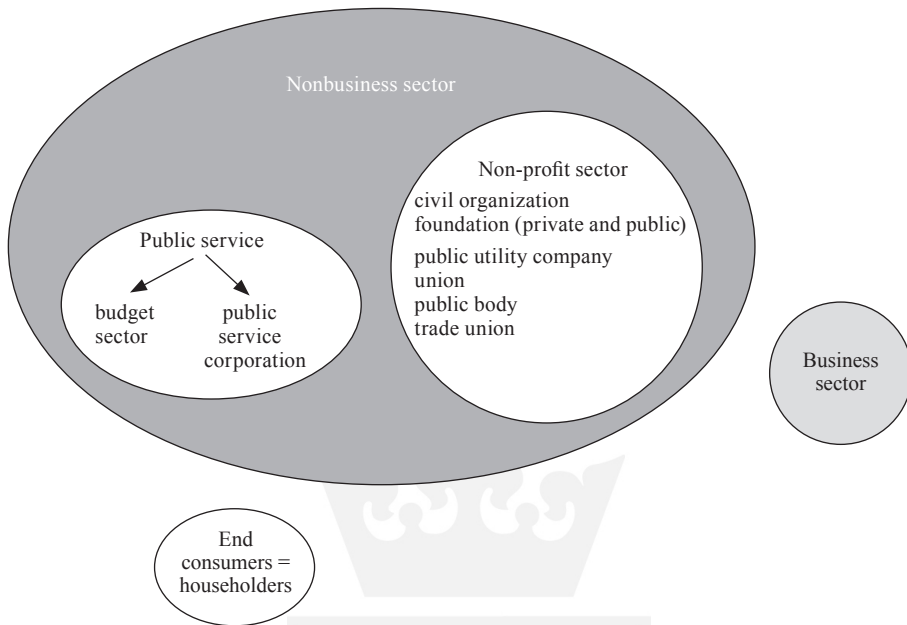 Nonbusiness sector
Non-profit sector
civil organization
foundation (private and public)
public utility company
union
public body
trade union
Public service
budget
sector
public
service
corporation
Business
sector
End
consumers =
householders